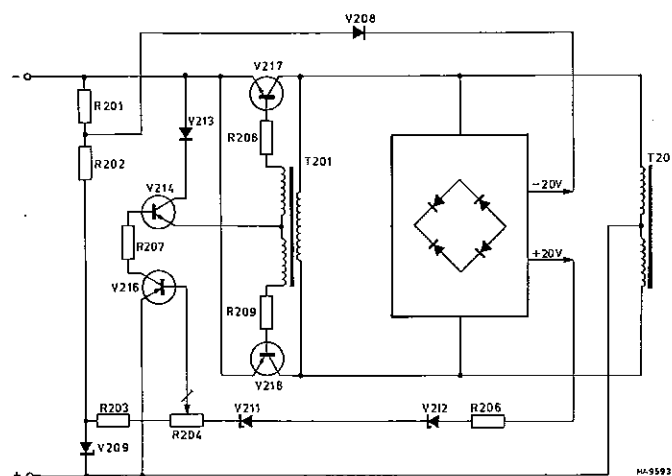 V208
-
V217
R201
V213
R208
T201
R202
T20
V214
-20V
R207
+20V
V216
R209
V218
V211
V212
R206
R203
R204
V209
+
MA9593